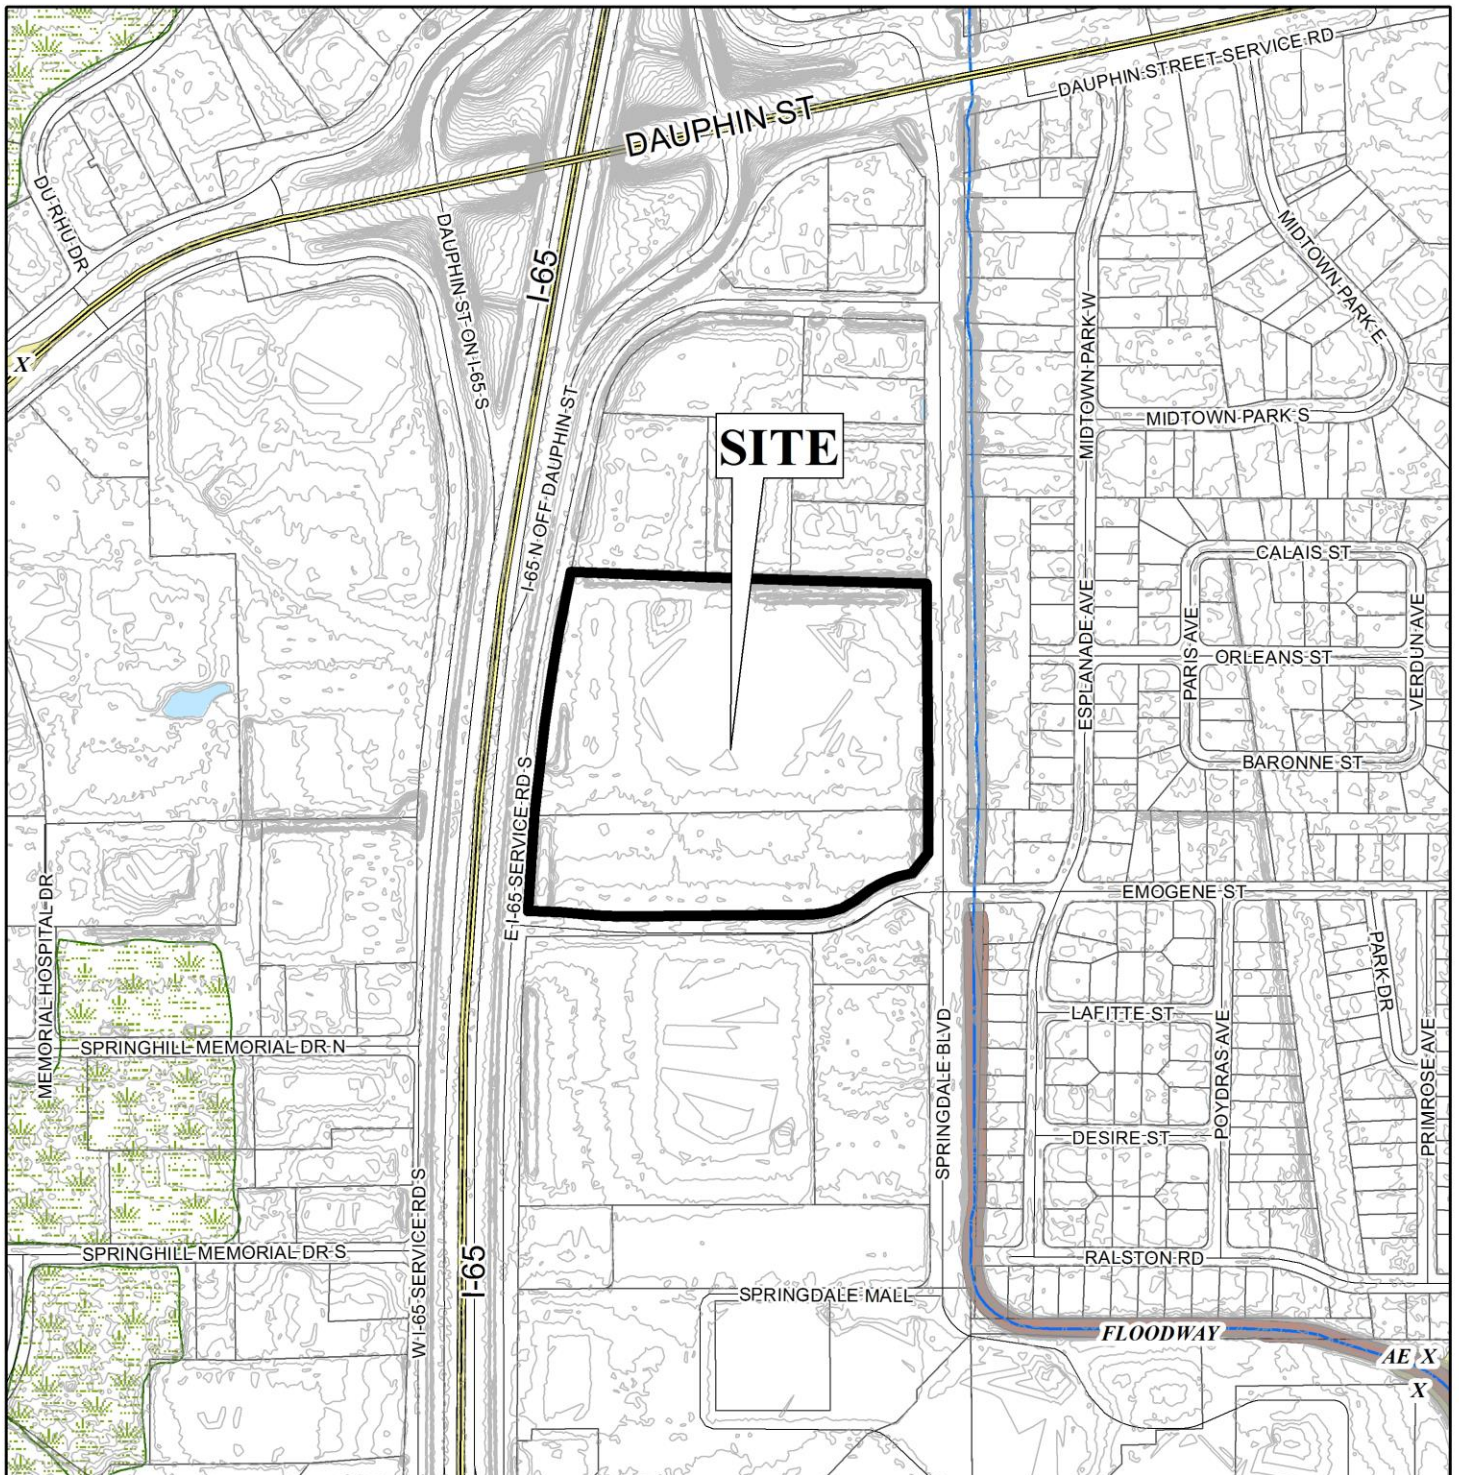 DAUPHIN STREET SERVICE RD
DAUPHIN ST
DU RHU DR
DAUPHIN ST ON I-65 S
I-65
MIDTOWN PARK E
MIDTOWN PARK W
X
MIDTOWN PARK S
I-65 N OFF DAUPHIN ST
SITE
CALAIS ST
PARIS AVE
ORLEANS ST
VERDUN AVE
ESPLANADE AVE
BARONNE ST
E I-65 SERVICE RD S
EMOGENE ST
MEMORIAL HOSPITAL DR
PARK DR
LAFITTE ST
SPRINGHILL MEMORIAL DR N
SPRINGDALE BLVD
POYDRAS AVE
PRIMROSE AVE
DESIRE ST
W I-65 SERVICE RD S
SPRINGHILL MEMORIAL DR S
RALSTON RD
I-65
SPRINGDALE MALL
FLOODWAY
AE X
X